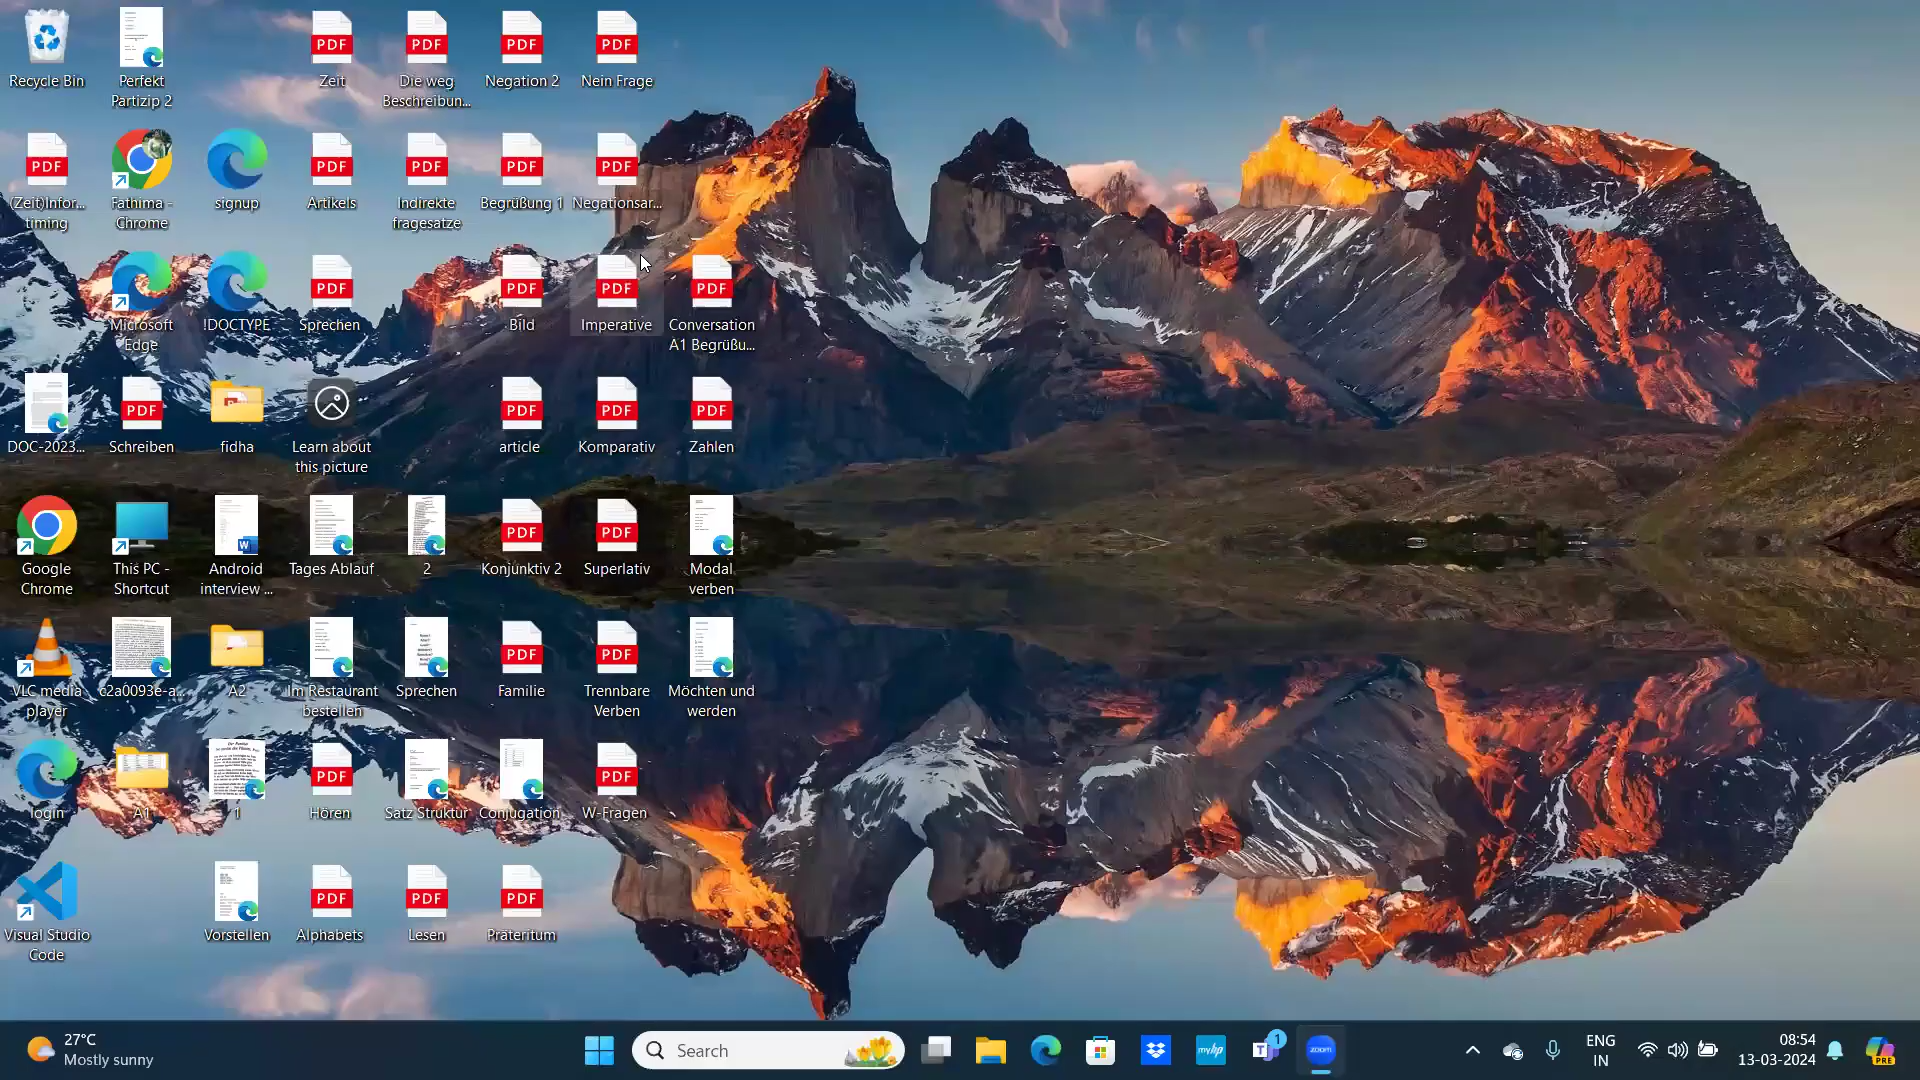 Recycle Bin
Perfekt
Partizip 2
PDF
Zeit
PDF
Die weg
Beschreibun...
PDF
Negation 2
PDF
Nein Frage
PDF
(Zeit)Infor...
timing
Fathima -
Chrome
signup
PDF
Artikels
PDF
Indirekte
fragesatze
PDF
Begrüßung 1
PDF
Negationsar...
Microsoft
Edge
!DOCTYPE
PDF
Sprechen
PDF
Bild
PDF
Imperative
PDF
Conversation
A1 Begrüßu...
DOC-2023...
PDF
Schreiben
fidha
Learn about
this picture
PDF
article
PDF
Komparativ
PDF
Zahlen
Google
Chrome
This PC -
Shortcut
Android
interview ...
Tages Ablauf
2
PDF
Konjunktiv 2
PDF
Superlativ
Modal
verben
VLC media
player
c2a0093e-a...
A2
Im Restaurant
bestellen
Sprechen
PDF
Familie
PDF
Trennbare
Verben
Möchten und
werden
login
A1
1
PDF
Hören
Satz Struktur
Conjugation
PDF
W-Fragen
Visual Studio
Code
Vorstellen
PDF
Alphabets
PDF
Lesen
PDF
Präteritum
27°C
Mostly sunny
Search
myhp
T
1
zoom
ENG
IN
08:54
13-03-2024
PRE